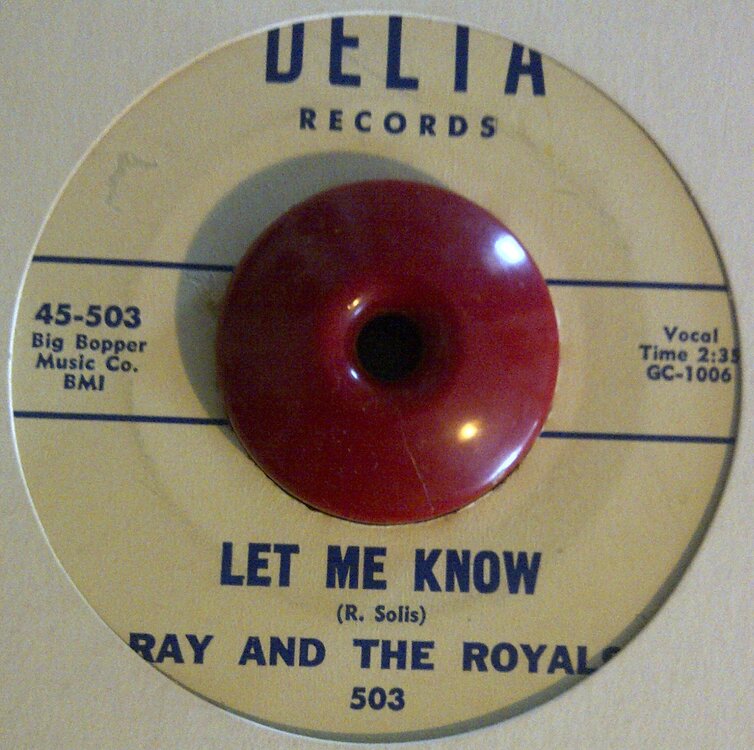 DELTA
RECORDS
45-503
Big Bopper
Music Co.
BMI
Vocal
Time 2:35
GC-1006
LET ME KNOW
(R. Solis)
RAY AND THE ROYALS
503